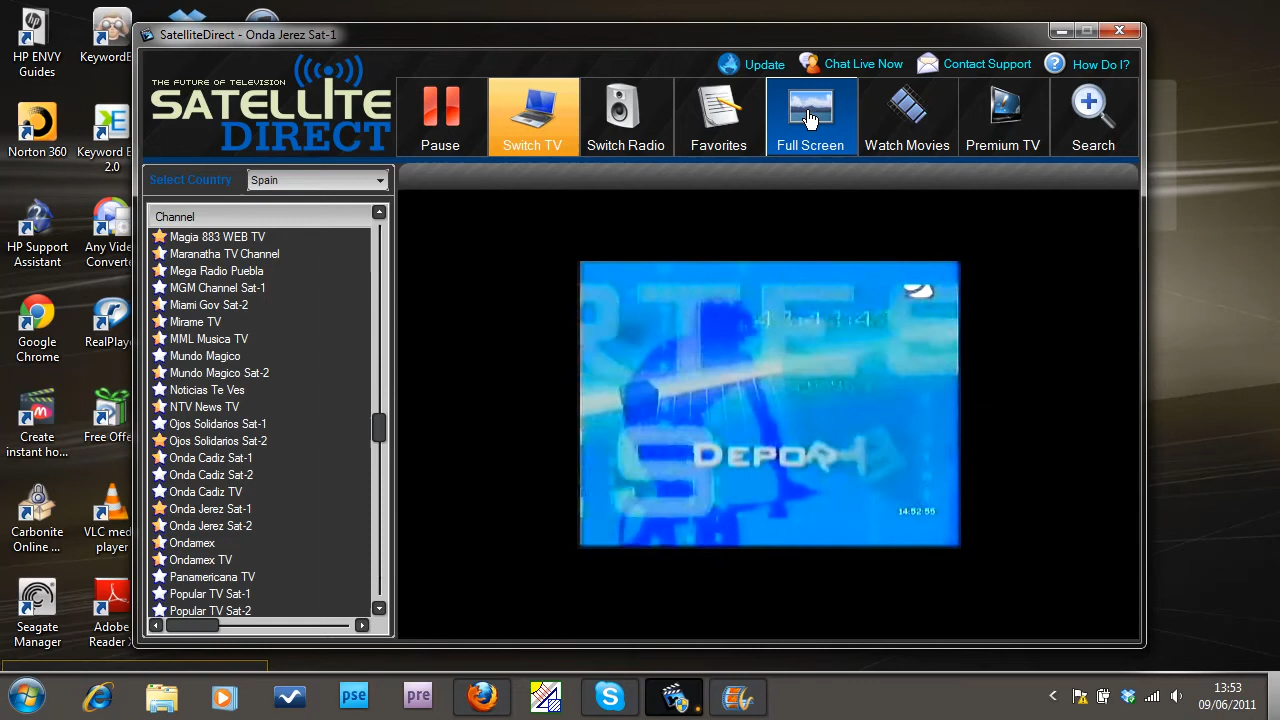 HP ENVY
Guides
KeywordE
Norton 360
Keyword E
2.0
HP Support
Assistant
Any Vide
Converte
Google
Chrome
RealPlaye
Create
instant ho...
Free Offe
Carbonite
Online ...
VLC med
player
Seagate
Manager
Adobe
Reader X
SatelliteDirect - Onda Jerez Sat-1
Update
Chat Live Now
Contact Support
How Do I?
THE FUTURE OF TELEVISION
SATELLITE
DIRECT
Pause
Switch TV
Switch Radio
Favorites
Full Screen
Watch Movies
Premium TV
Search
Select Country
Spain
Channel
Magia 883 WEB TV
Maranatha TV Channel
Mega Radio Puebla
MGM Channel Sat-1
Miami Gov Sat-2
Mirame TV
MML Musica TV
Mundo Magico
Mundo Magico Sat-2
Noticias Te Ves
NTV News TV
Ojos Solidarios Sat-1
Ojos Solidarios Sat-2
Onda Cadiz Sat-1
Onda Cadiz Sat-2
Onda Cadiz TV
Onda Jerez Sat-1
Onda Jerez Sat-2
Ondamex
Ondamex TV
Panamericana TV
Popular TV Sat-1
Popular TV Sat-2
RTES
DEPOR
14:52:55
pse
pre
13:53
09/06/2011